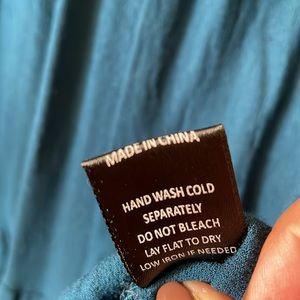 MADE IN CHINA
HAND WASH COLD
SEPARATELY
DO NOT BLEACH
LAY FLAT TO DRY
LOW IRON IF NEEDED